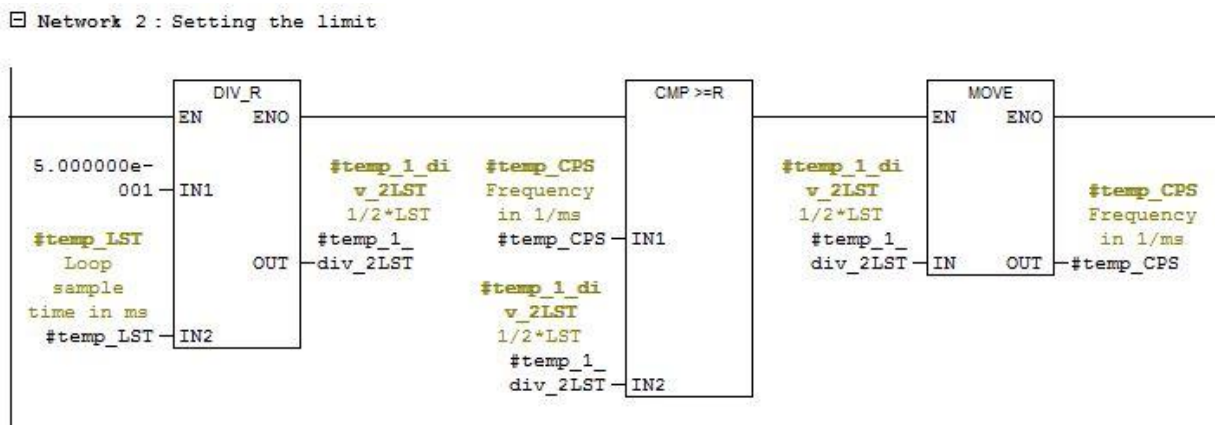 Network 2 : Setting the limit
DIV_R
EN ENO
5.000000e-
001
IN1
#temp_LST
Loop
sample
time in ms
#temp_LST
IN2
OUT
#temp_1_di
v_2LST
1/2*LST
#temp_1_
div_2LST
CMP >=R
#temp_CPS
Frequency
in 1/ms
#temp_CPS
IN1
#temp_1_di
v_2LST
1/2*LST
#temp_1_
div_2LST
IN2
MOVE
EN ENO
#temp_1_di
v_2LST
1/2*LST
#temp_1_
div_2LST
IN OUT
#temp_CPS
Frequency
in 1/ms
#temp_CPS